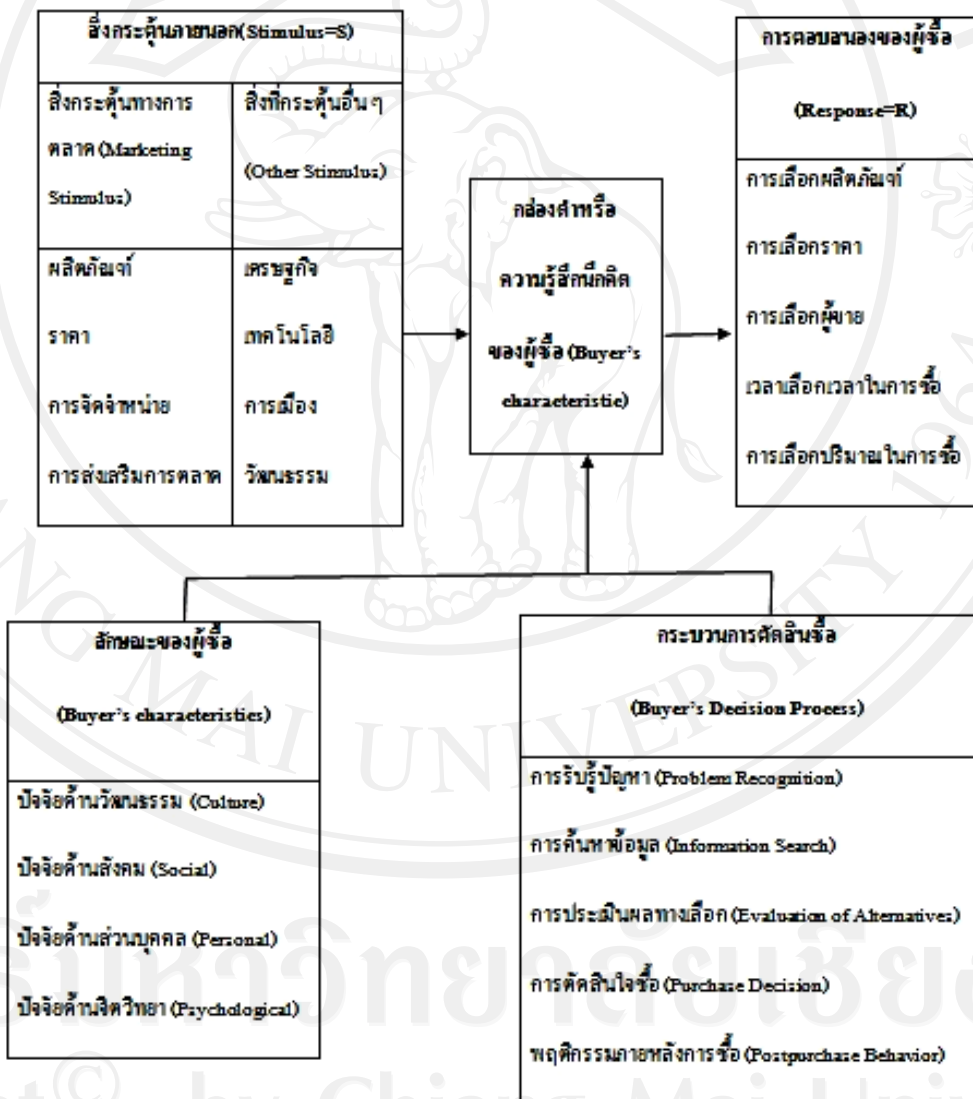 สิ่งกระตุ้นภายนอก(Stimulus=S)
สิ่งกระตุ้นทางการ
ตลาด(Marketing
Stimulus)
สิ่งที่กระตุ้นอื่น ๆ
(Other Stimulus)
ผลิตภัณฑ์
ราคา
การจัดจำหน่าย
การส่งเสริมการตลาด
เศรษฐกิจ
เทคโนโลยี
การเมือง
วัฒนธรรม
กล่องดำหรือ
ความรู้สึกนึกคิด
ของผู้ซื้อ (Buyer's
characteristic)
การตอบสนองของผู้ซื้อ
(Response=R)
การเลือกผลิตภัณฑ์
การเลือกราคา
การเลือกผู้ขาย
เวลาเลือกเวลาในการซื้อ
การเลือกปริมาณในการซื้อ
ลักษณะของผู้ซื้อ
(Buyer's characteristics)
ปัจจัยด้านวัฒนธรรม (Culture)
ปัจจัยด้านสังคม (Social)
ปัจจัยด้านส่วนบุคคล (Personal)
ปัจจัยด้านจิตวิทยา (Psychological)
กระบวนการตัดสินซื้อ
(Buyer's Decision Process)
การรับรู้ปัญหา (Problem Recognition)
การค้นหาข้อมูล (Information Search)
การประเมินผลทางเลือก (Evaluation of Alternatives)
การตัดสินใจซื้อ (Purchase Decision)
พฤติกรรมภายหลังการซื้อ (Postpurchase Behavior)
MAI UNIVERSITY 196
มหาวิทยาลัยเชียง
by Chiang Mai Univ